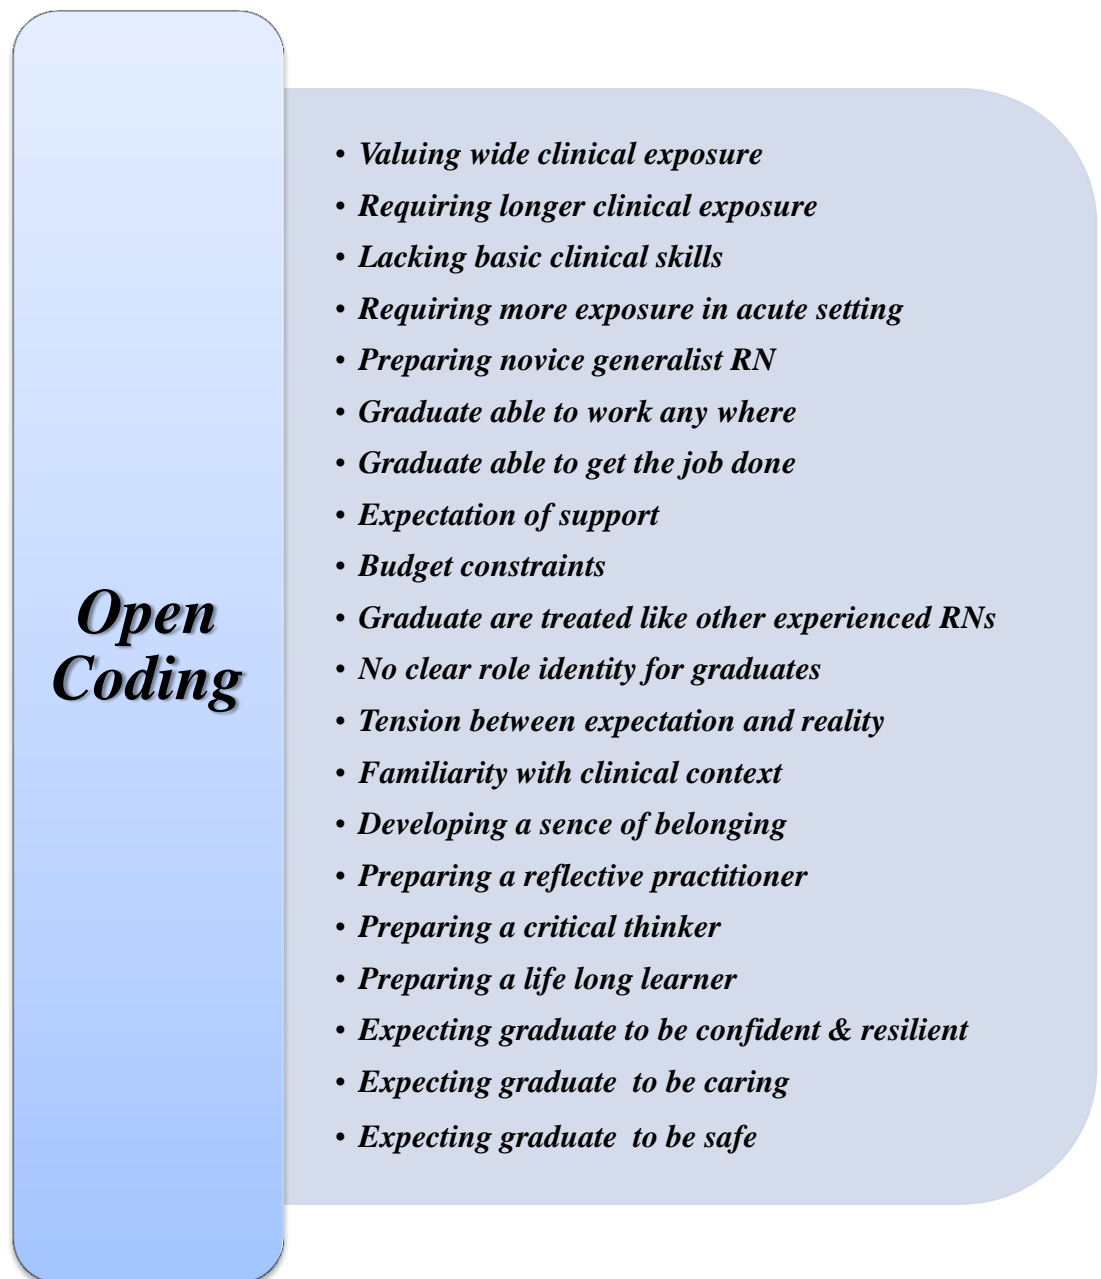 Open
Coding
• Valuing wide clinical exposure
• Requiring longer clinical exposure
• Lacking basic clinical skills
• Requiring more exposure in acute setting
• Preparing novice generalist RN
• Graduate able to work any where
• Graduate able to get the job done
• Expectation of support
• Budget constraints
• Graduate are treated like other experienced RNs
• No clear role identity for graduates
• Tension between expectation and reality
• Familiarity with clinical context
• Developing a sence of belonging
• Preparing a reflective practitioner
• Preparing a critical thinker
• Preparing a life long learner
• Expecting graduate to be confident & resilient
• Expecting graduate  to be caring
• Expecting graduate  to be safe